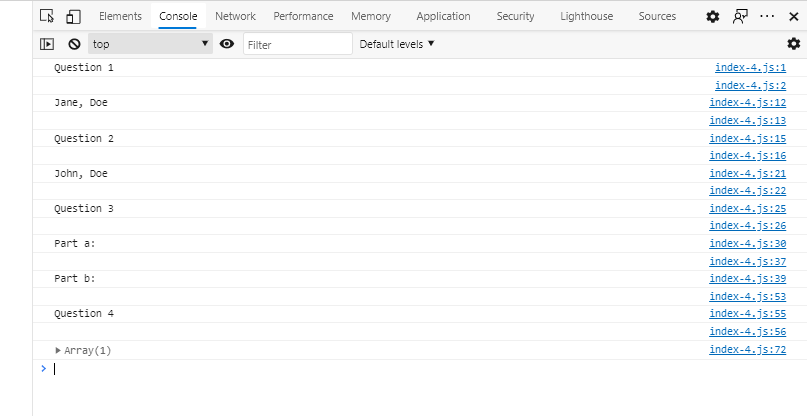 Elements Console Network Performance Memory Application Security Lighthouse Sources
top Filter Default levels
Question 1 index-4.js:1
index-4.js:2
Jane, Doe index-4.js:12
index-4.js:13
Question 2 index-4.js:15
index-4.js:16
John, Doe index-4.js:21
index-4.js:22
Question 3 index-4.js:25
index-4.js:26
Part a: index-4.js:30
index-4.js:37
Part b: index-4.js:39
index-4.js:53
Question 4 index-4.js:55
index-4.js:56
Array(1) index-4.js:72